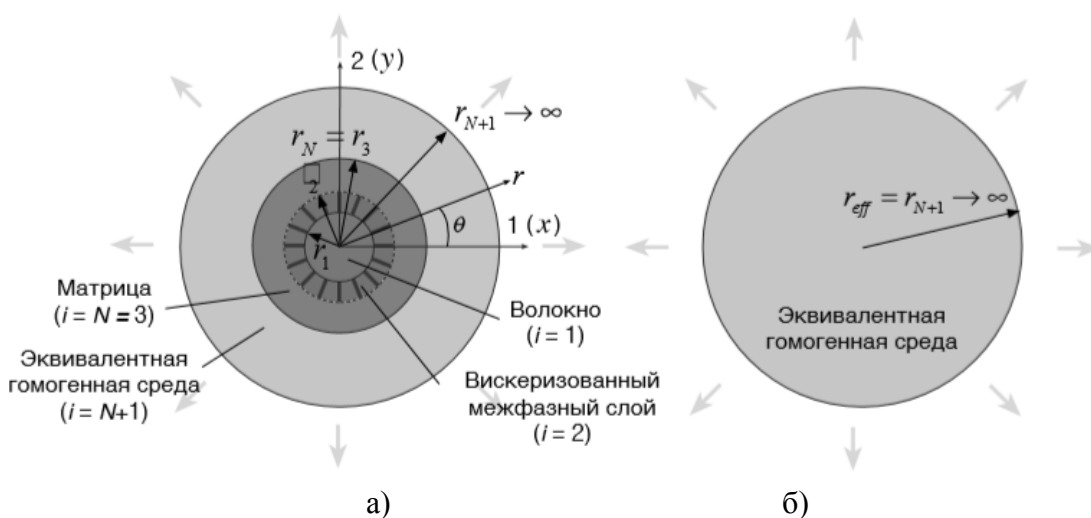 2 (y)
r_{N+1} → ∞
r_N = r_3
2
r
θ
1 (x)
r_1
Матрица
(i = N = 3)
Волокно
(i = 1)
Эквивалентная
гомогенная среда
(i = N+1)
Вискеризованный
межфазный слой
(i = 2)
а)
r_{eff} = r_{N+1} → ∞
Эквивалентная
гомогенная среда
б)